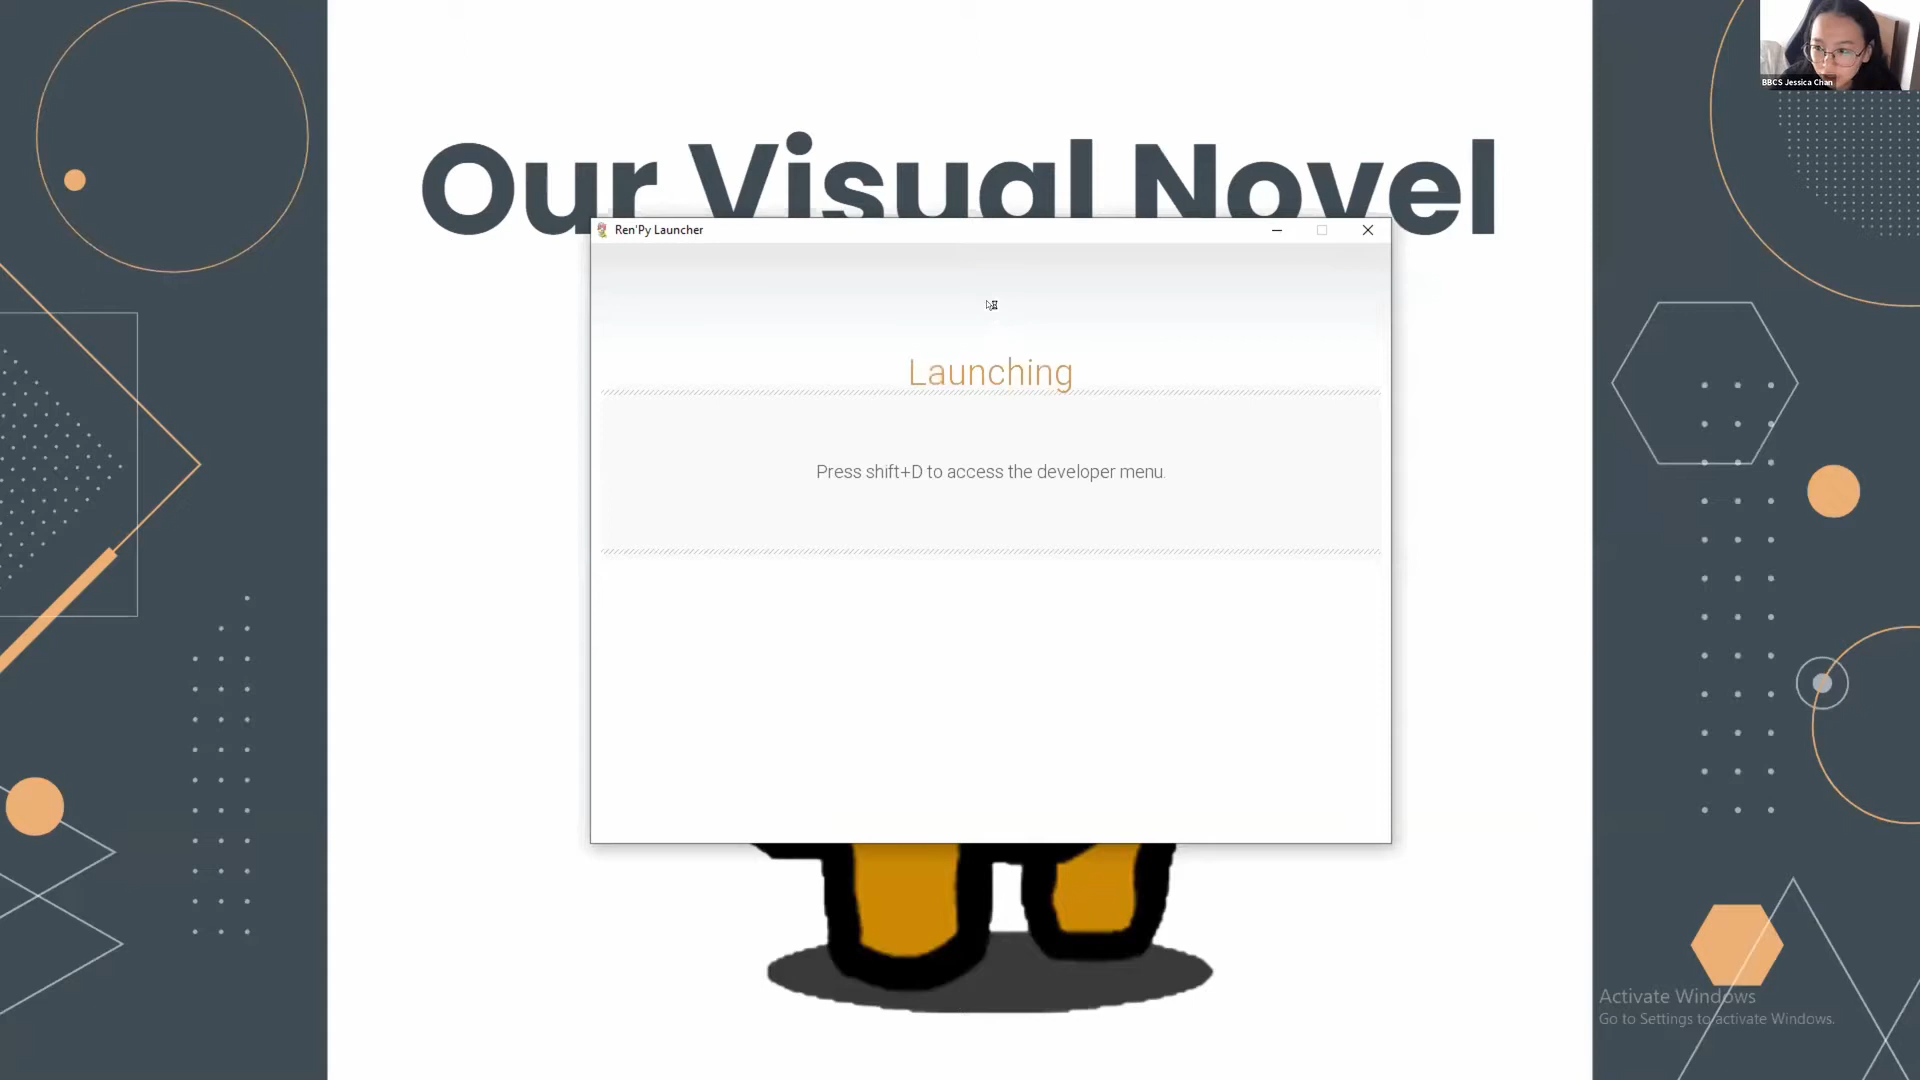 BBCS Jessica Chan
Our Visual Novel
Ren'Py Launcher
Launching
Press shift+D to access the developer menu.
Activate Windows
Go to Settings to activate Windows.